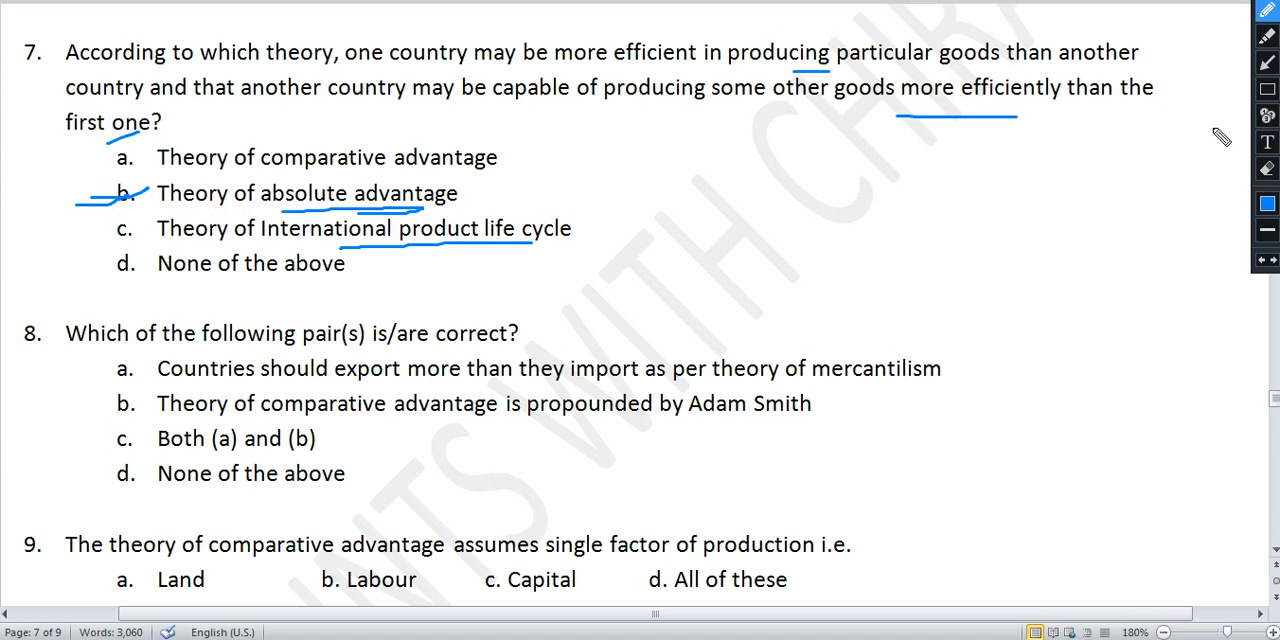 7. According to which theory, one country may be more efficient in producing particular goods than another
country and that another country may be capable of producing some other goods more efficiently than the
first one?
a. Theory of comparative advantage
b. Theory of absolute advantage
c. Theory of International product life cycle
d. None of the above
8. Which of the following pair(s) is/are correct?
a. Countries should export more than they import as per theory of mercantilism
b. Theory of comparative advantage is propounded by Adam Smith
c. Both (a) and (b)
d. None of the above
9. The theory of comparative advantage assumes single factor of production i.e.
a. Land b. Labour c. Capital d. All of these
Page: 7 of 9 Words: 3,060 English (U.S.) 180%